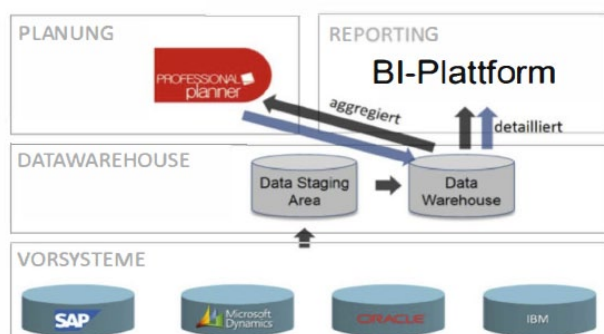 PLANUNG
REPORTING
BI-Plattform
PROFESSIONAL
planner
aggregiert
detailliert
DATAWAREHOUSE
Data Staging
Area
Data
Warehouse
VORSYSTEME
SAP
Microsoft
Dynamics
ORACLE
IBM